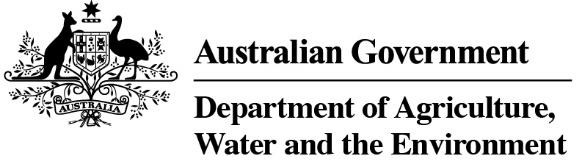 AUSTRALIA
Australian Government
Department of Agriculture,
Water and the Environment